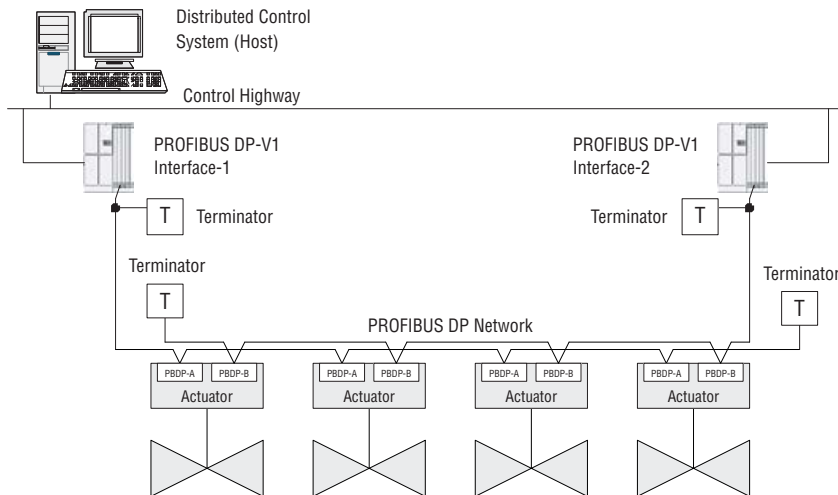 Distributed Control
System (Host)
Control Highway
PROFIBUS DP-V1
Interface-1
PROFIBUS DP-V1
Interface-2
T
Terminator
Terminator
T
Terminator
T
Terminator
T
PROFIBUS DP Network
PBDP-A
PBDP-B
PBDP-A
PBDP-B
PBDP-A
PBDP-B
PBDP-A
PBDP-B
Actuator
Actuator
Actuator
Actuator